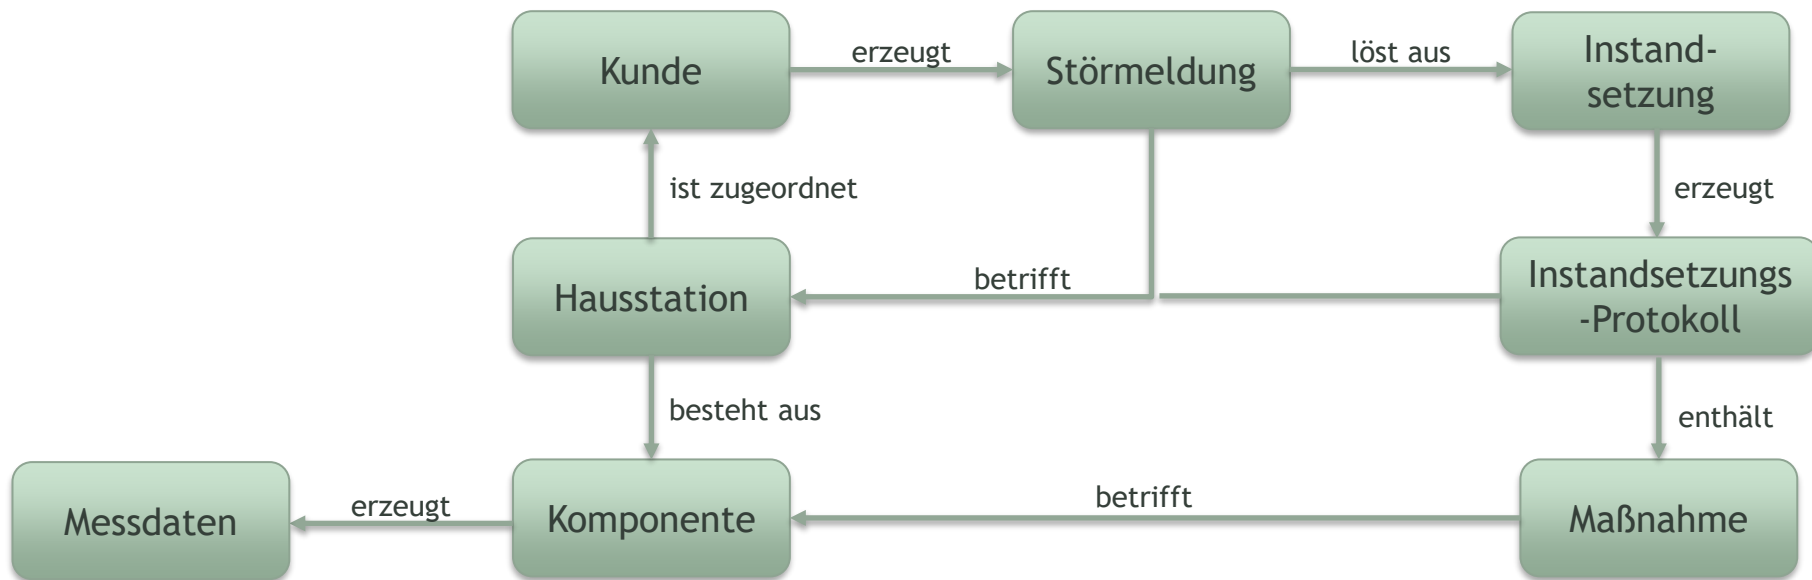 Kunde
erzeugt
Störmeldung
löst aus
Instand-
setzung
ist zugeordnet
erzeugt
Hausstation
betrifft
Instandsetzungs
-Protokoll
besteht aus
enthält
Messdaten
erzeugt
Komponente
betrifft
Maßnahme